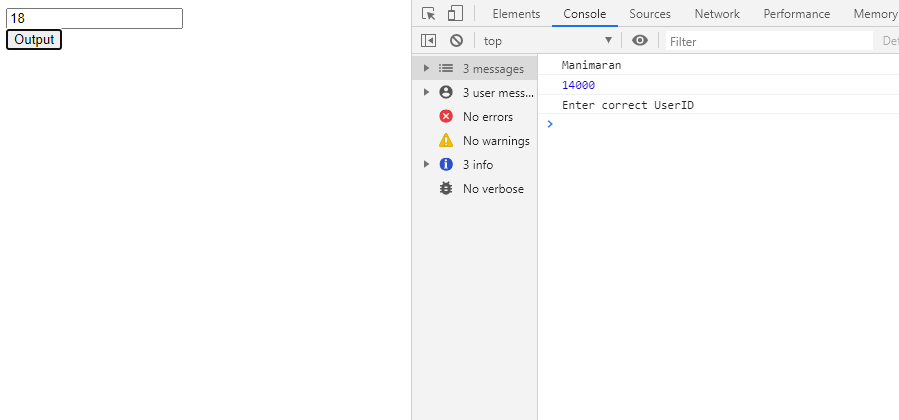 18
Output
Elements Console Sources Network Performance Memory
top Filter De
3 messages
3 user mess...
No errors
No warnings
3 info
No verbose
Manimaran
14000
Enter correct UserID